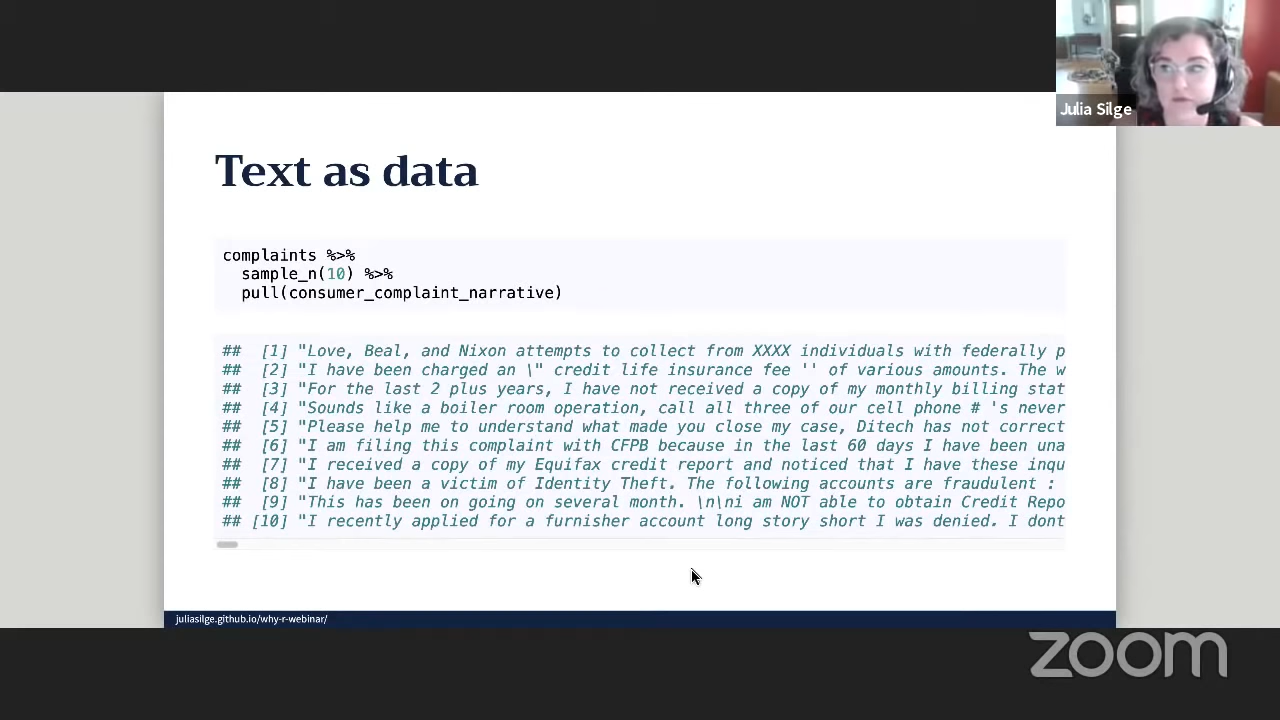 Julia Silge
Text as data
complaints %>%
sample_n(10) %>%
pull(consumer_complaint_narrative)
## [1] "Love, Beal, and Nixon attempts to collect from XXXX individuals with federally p
## [2] "I have been charged an \" credit life insurance fee '' of various amounts. The w
## [3] "For the last 2 plus years, I have not received a copy of my monthly billing stat
## [4] "Sounds like a boiler room operation, call all three of our cell phone # 's never
## [5] "Please help me to understand what made you close my case, Ditech has not correct
## [6] "I am filing this complaint with CFPB because in the last 60 days I have been una
## [7] "I received a copy of my Equifax credit report and noticed that I have these inqu
## [8] "I have been a victim of Identity Theft. The following accounts are fraudulent :
## [9] "This has been on going on several month. \n\ni am NOT able to obtain Credit Repo
## [10] "I recently applied for a furnisher account long story short I was denied. I dont
juliasilge.github.io/why-r-webinar/
zoom